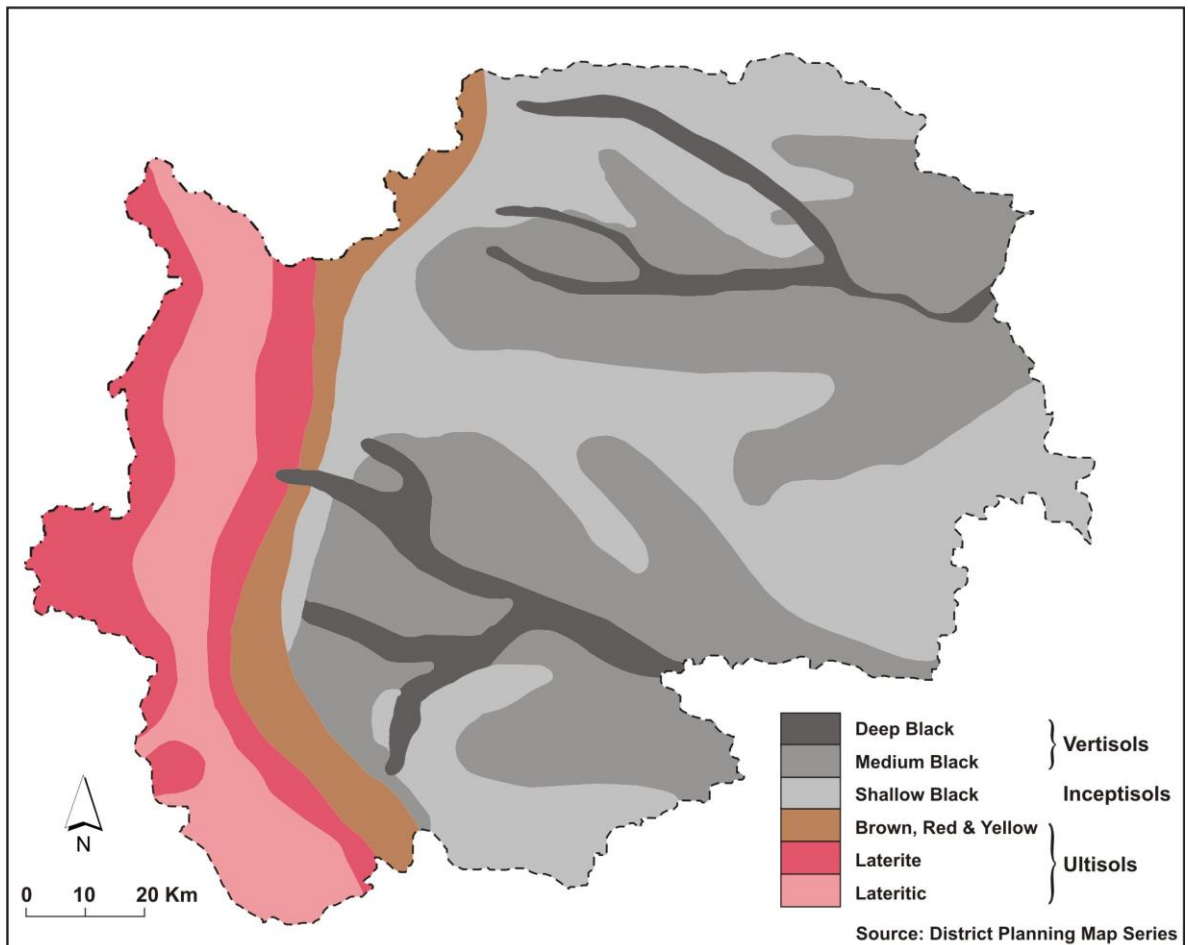 Deep Black
Medium Black
Vertisols
Shallow Black
Inceptisols
Brown, Red & Yellow
Laterite
Lateritic
Ultisols
N
0 10 20 Km
Source: District Planning Map Series